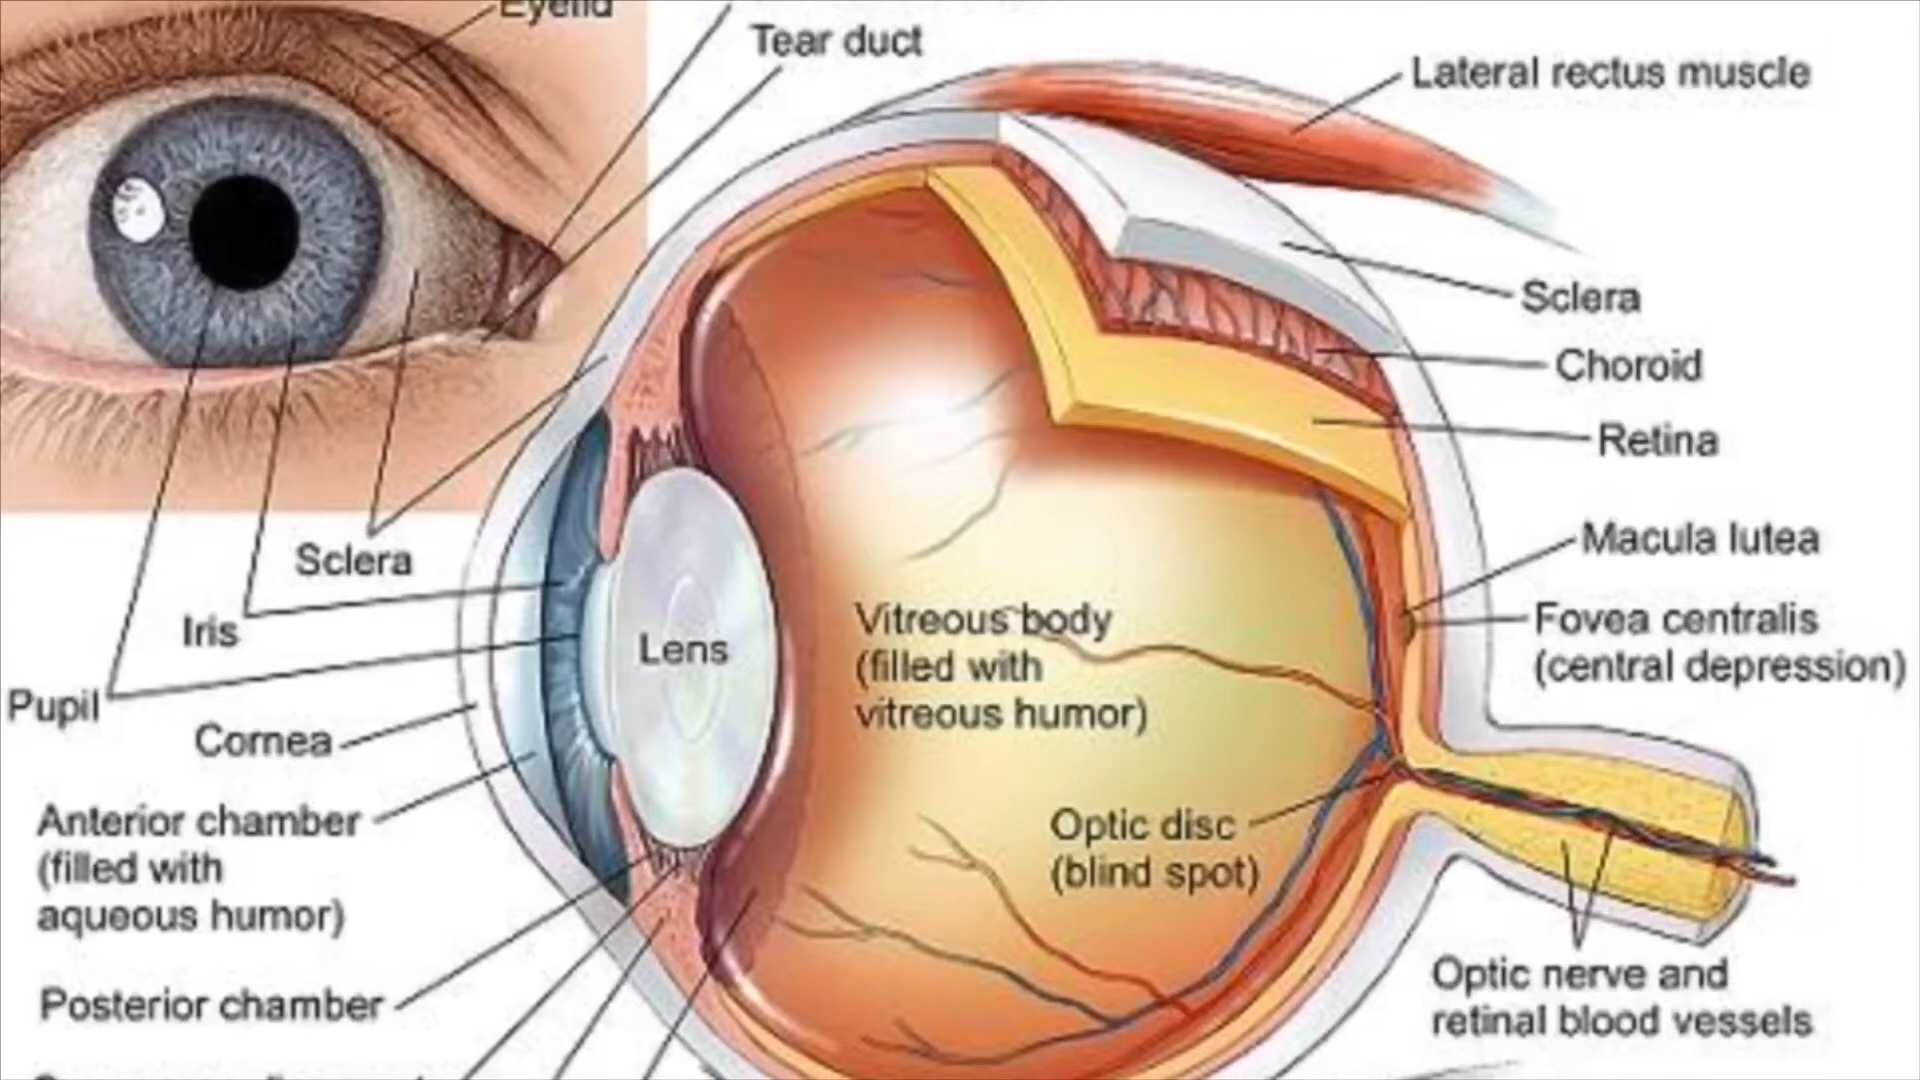 Eyelid
Tear duct
Lateral rectus muscle
Sclera
Choroid
Retina
Macula lutea
Fovea centralis
(central depression)
Sclera
Iris
Pupil
Cornea
Lens
Vitreous body
(filled with
vitreous humor)
Anterior chamber
(filled with
aqueous humor)
Optic disc
(blind spot)
Posterior chamber
Optic nerve and
retinal blood vessels